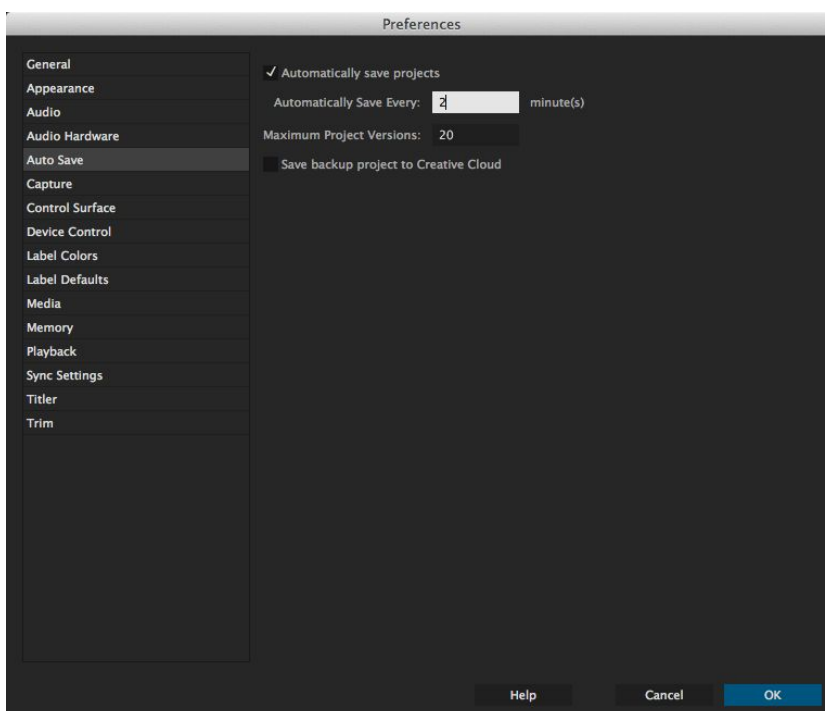 Preferences
General
Appearance
Audio
Audio Hardware
Auto Save
Capture
Control Surface
Device Control
Label Colors
Label Defaults
Media
Memory
Playback
Sync Settings
Titler
Trim
Automatically save projects
Automatically Save Every: 2 minute(s)
Maximum Project Versions: 20
Save backup project to Creative Cloud
Help Cancel OK